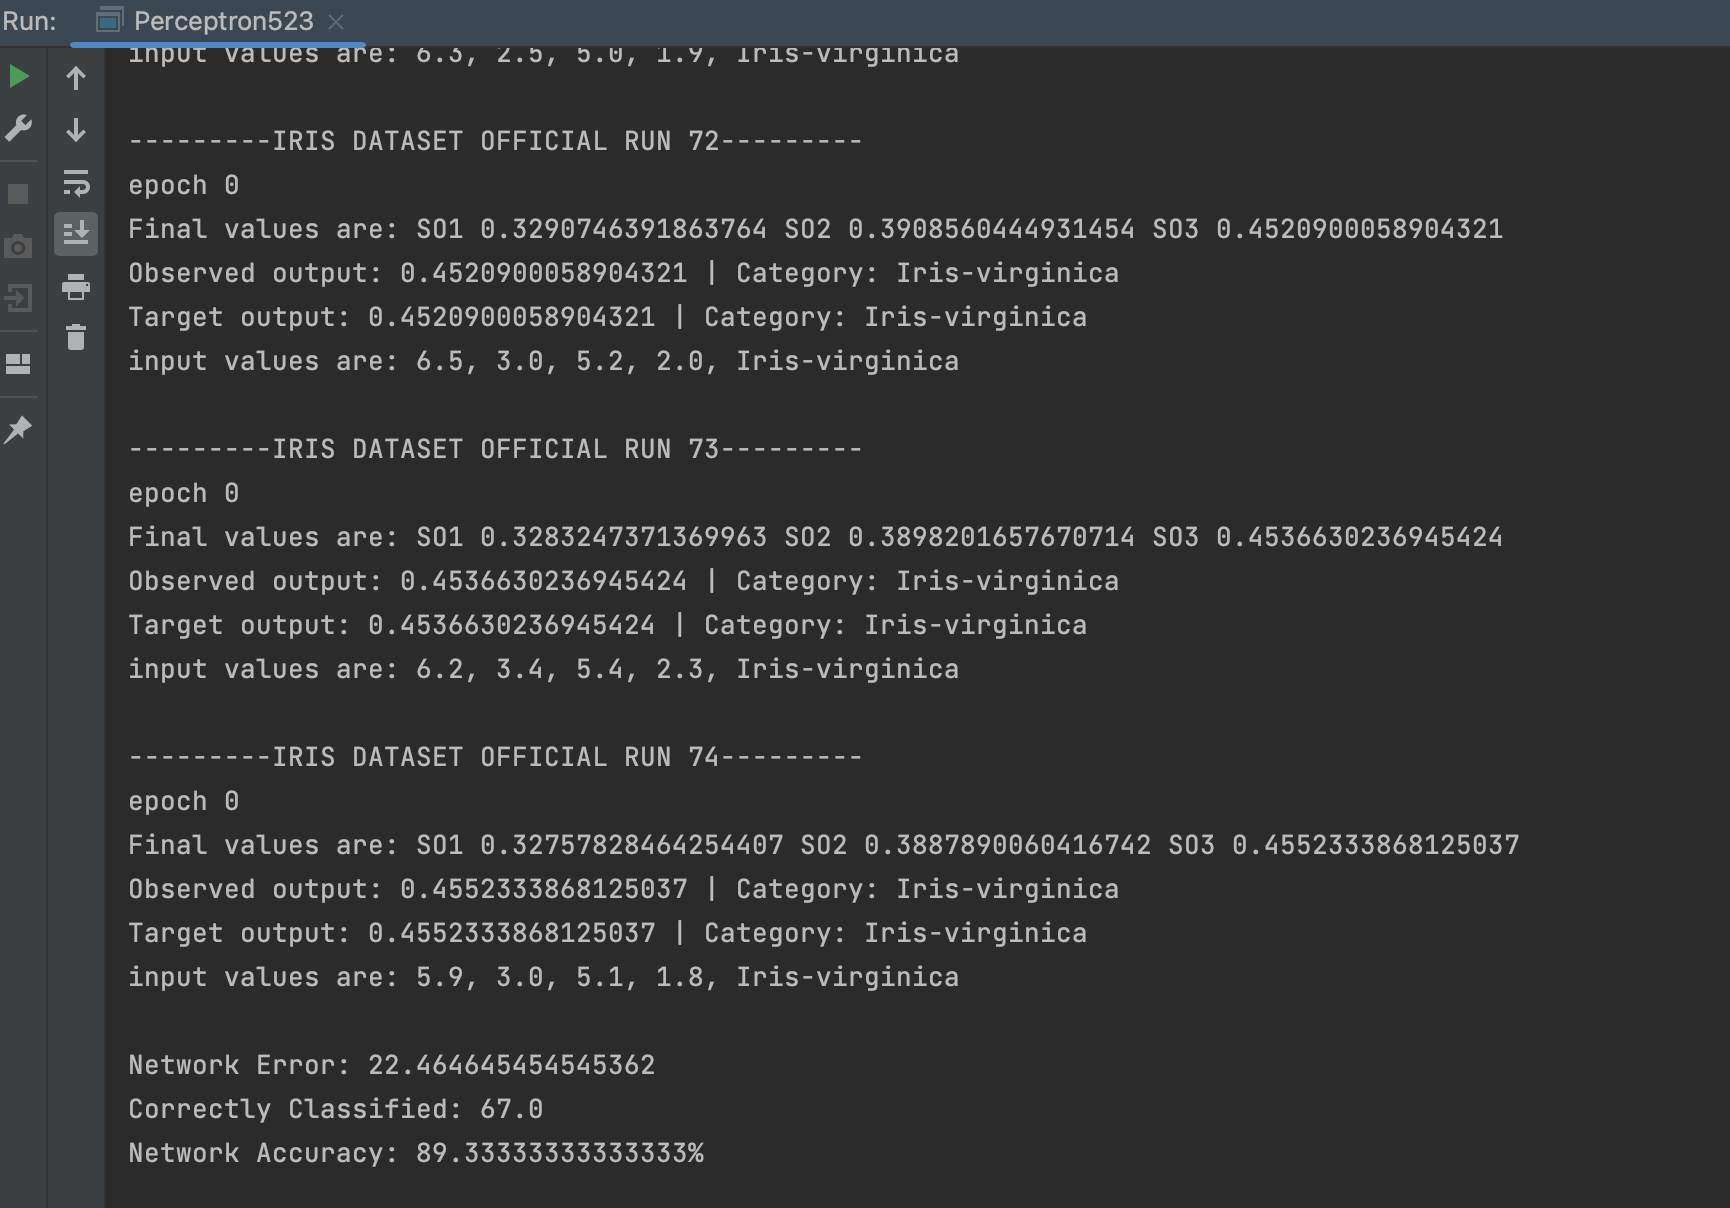 Run: Perceptron523
input values are: 6.3, 2.5, 5.0, 1.9, Iris-virginica
---------IRIS DATASET OFFICIAL RUN 72---------
epoch 0
Final values are: SO1 0.3290746391863764 SO2 0.3908560444931454 SO3 0.4520900058904321
Observed output: 0.4520900058904321 | Category: Iris-virginica
Target output: 0.4520900058904321 | Category: Iris-virginica
input values are: 6.5, 3.0, 5.2, 2.0, Iris-virginica
---------IRIS DATASET OFFICIAL RUN 73---------
epoch 0
Final values are: SO1 0.3283247371369963 SO2 0.3898201657670714 SO3 0.4536630236945424
Observed output: 0.4536630236945424 | Category: Iris-virginica
Target output: 0.4536630236945424 | Category: Iris-virginica
input values are: 6.2, 3.4, 5.4, 2.3, Iris-virginica
---------IRIS DATASET OFFICIAL RUN 74---------
epoch 0
Final values are: SO1 0.32757828464254407 SO2 0.3887890060416742 SO3 0.4552333868125037
Observed output: 0.4552333868125037 | Category: Iris-virginica
Target output: 0.4552333868125037 | Category: Iris-virginica
input values are: 5.9, 3.0, 5.1, 1.8, Iris-virginica
Network Error: 22.464645454545362
Correctly Classified: 67.0
Network Accuracy: 89.33333333333333%